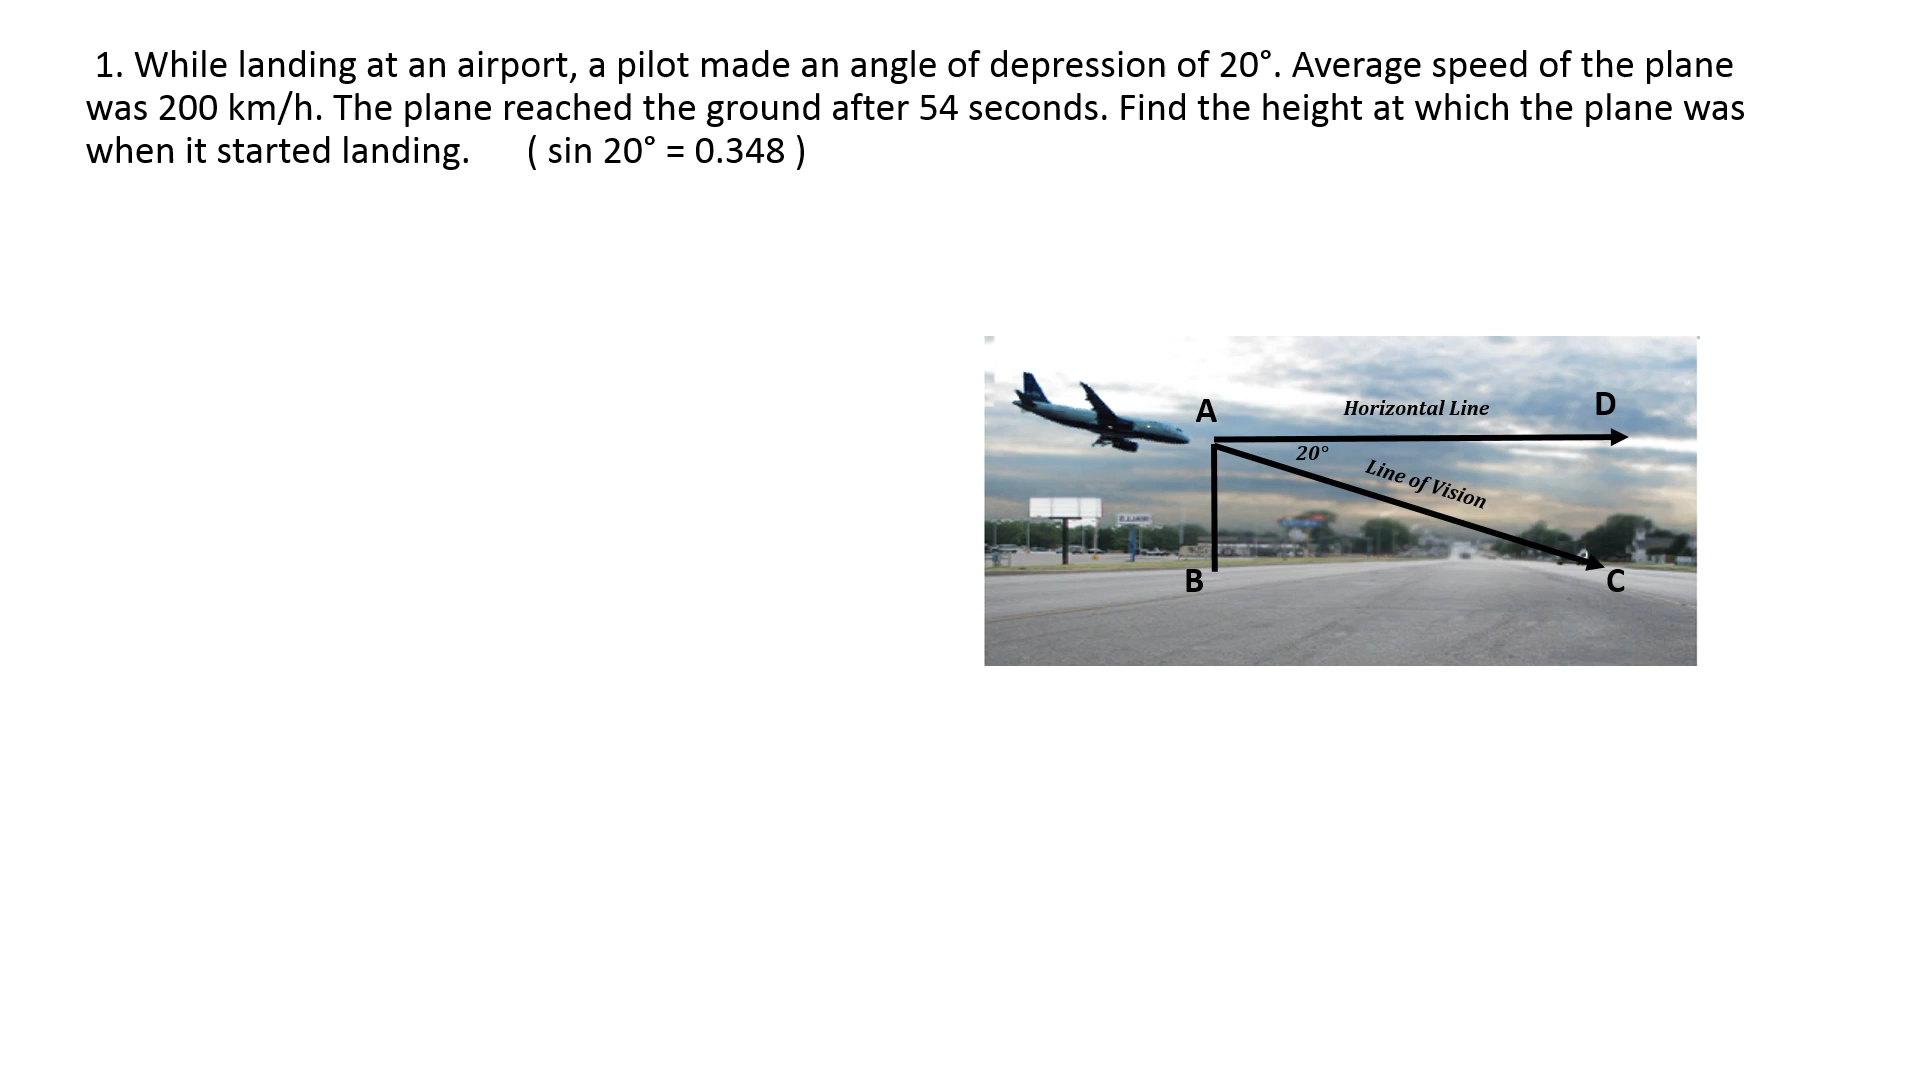 1. While landing at an airport, a pilot made an angle of depression of 20°. Average speed of the plane
was 200 km/h. The plane reached the ground after 54 seconds. Find the height at which the plane was
when it started landing. ( sin 20° = 0.348 )
A
Horizontal Line
D
20°
Line of Vision
B
C